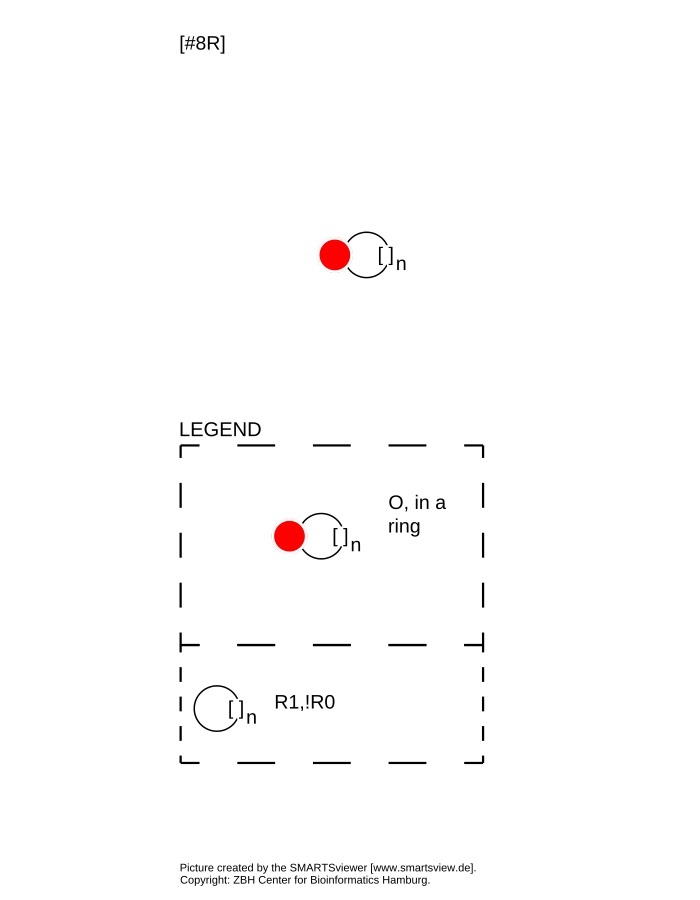 [#8R]
[ ]n
LEGEND
O, in a
ring
[ ]n
[ ]n R1,!R0
Picture created by the SMARTSviewer [www.smartsview.de].
Copyright: ZBH Center for Bioinformatics Hamburg.